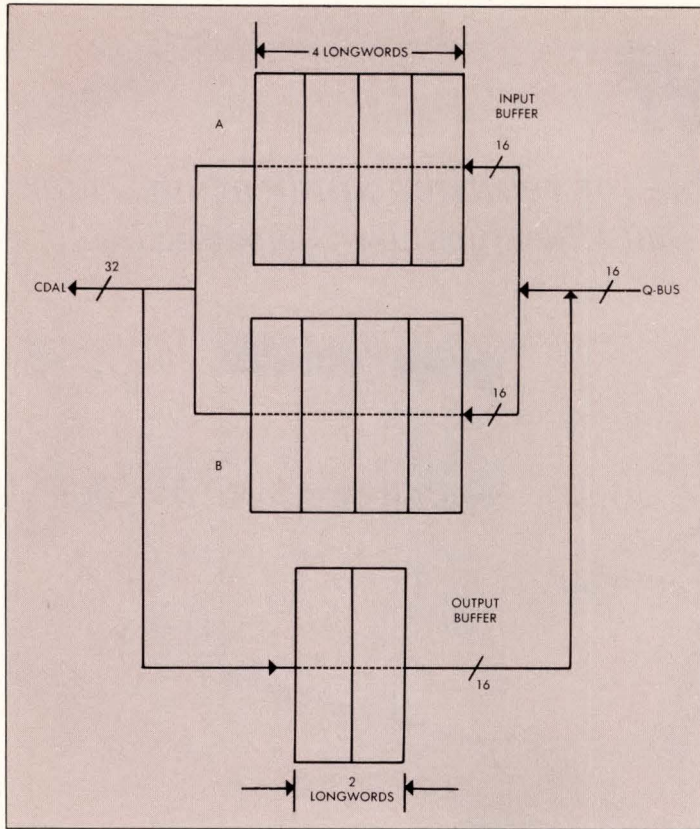 4 LONGWORDS
A
INPUT
BUFFER
16
32
CDAL
16
Q-BUS
16
B
OUTPUT
BUFFER
16
2
LONGWORDS